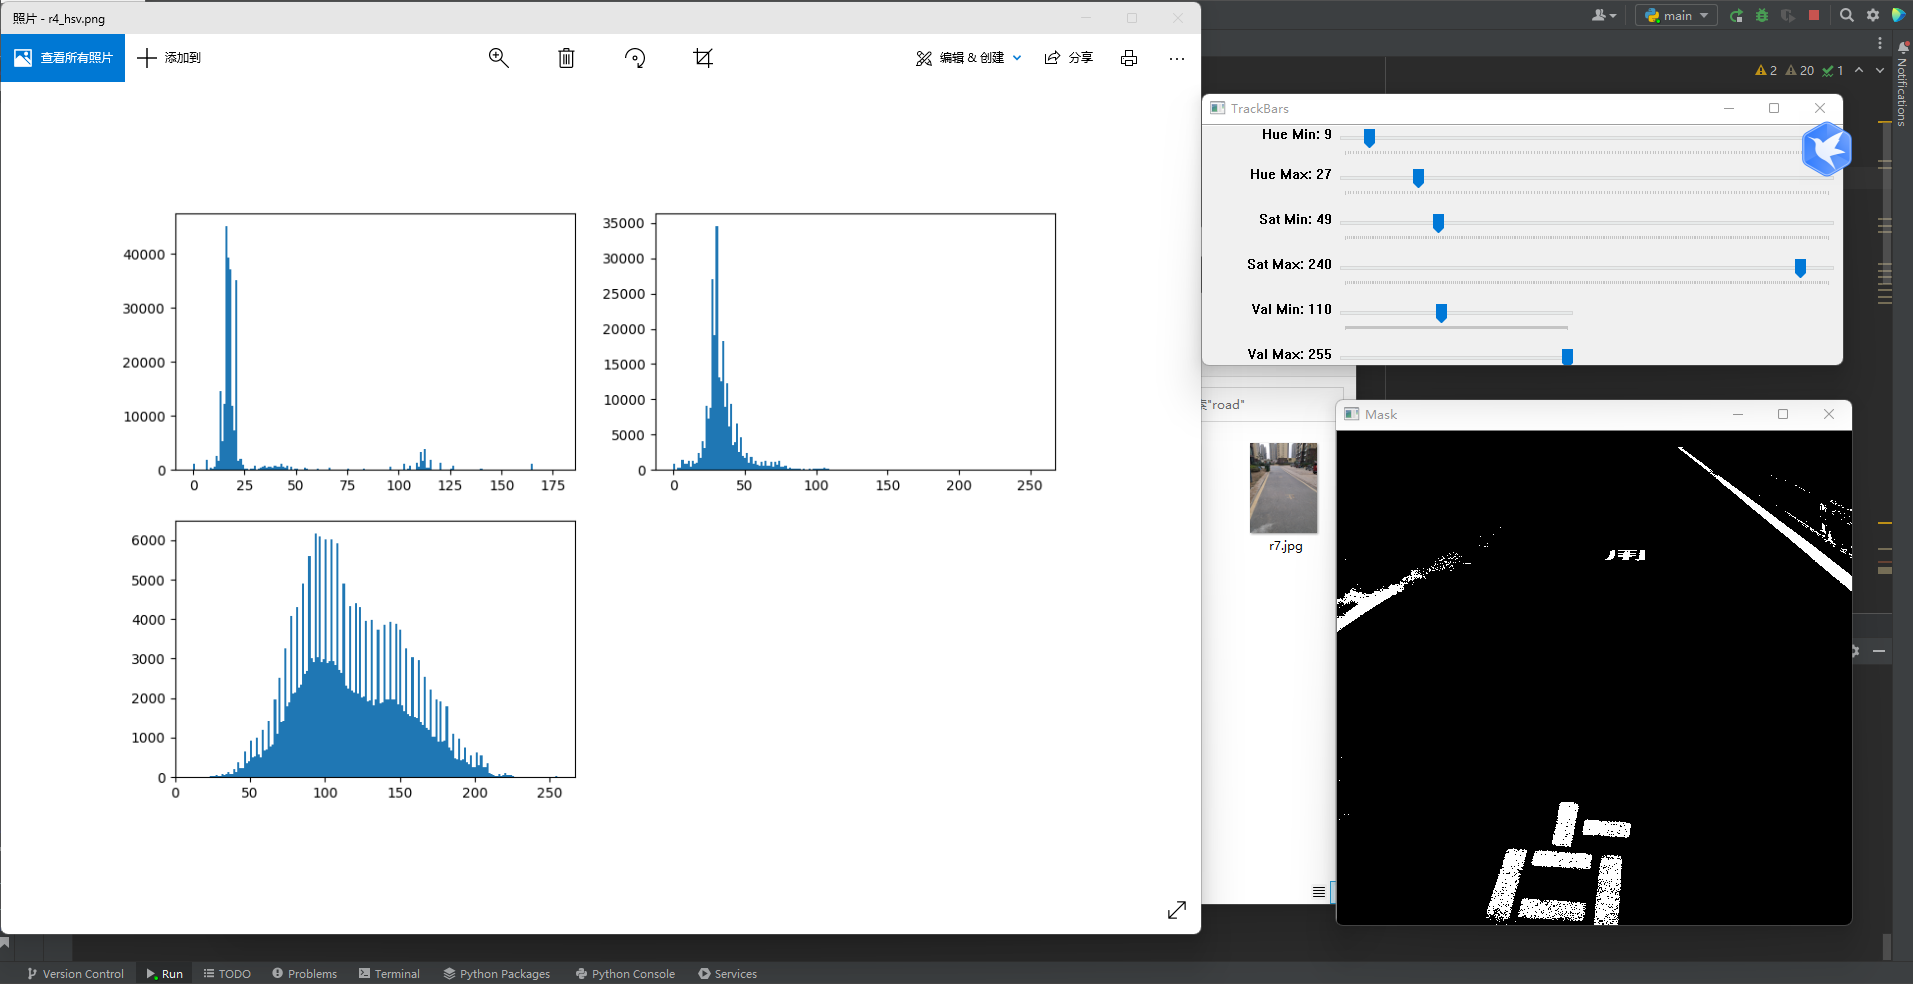 照片 - r4_hsv.png
查看所有照片
添加到
编辑 & 创建
分享
40000
30000
20000
10000
0
0 25 50 75 100 125 150 175
35000
30000
25000
20000
15000
10000
5000
0
0 50 100 150 200 250
6000
5000
4000
3000
2000
1000
0
0 50 100 150 200 250
main
2 20 1
Notifications
TrackBars
Hue Min: 9
Hue Max: 27
Sat Min: 49
Sat Max: 240
Val Min: 110
Val Max: 255
"road"
r7.jpg
Mask
Version Control
Run
TODO
Problems
Terminal
Python Packages
Python Console
Services